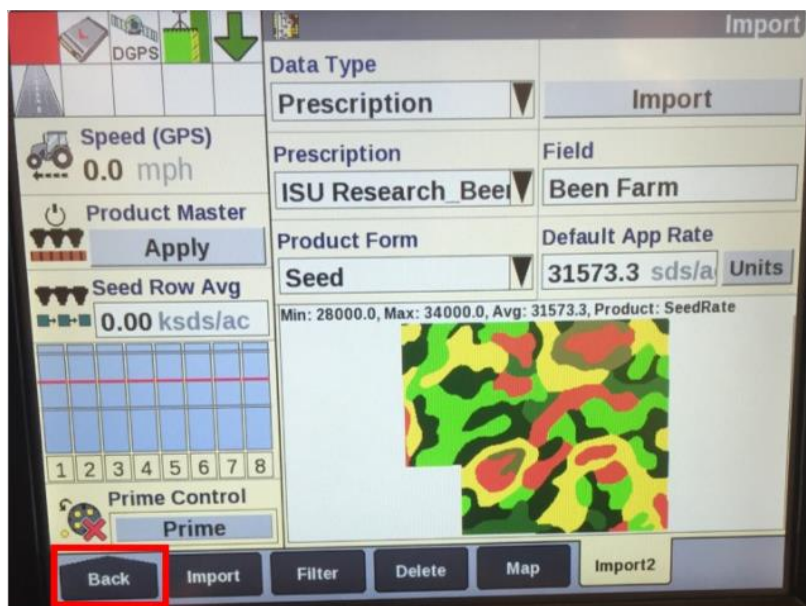 Import
DGPS
Data Type
Prescription
Import
Speed (GPS)
0.0 mph
Prescription
Field
ISU Research_Beer
Been Farm
Product Master
Apply
Product Form
Default App Rate
Seed
31573.3 sds/a
Units
Seed Row Avg
0.00 ksds/ac
Min: 28000.0, Max: 34000.0, Avg: 31573.3, Product: SeedRate
1 2 3 4 5 6 7 8
Prime Control
Prime
Back
Import
Filter
Delete
Map
Import2